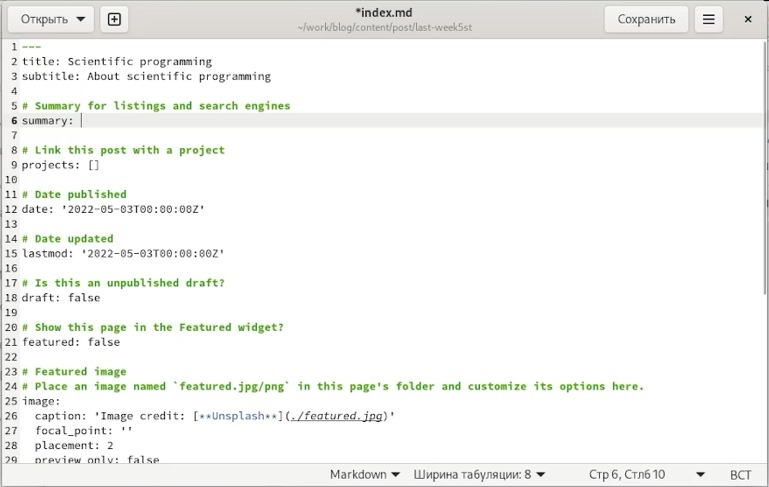 Открыть
*index.md
~/work/blog/content/post/last-week5st
Сохранить
1 ---
2 title: Scientific programming
3 subtitle: About scientific programming
4
5 # Summary for listings and search engines
6 summary:
7
8 # Link this post with a project
9 projects: []
10
11 # Date published
12 date: '2022-05-03T00:00:00Z'
13
14 # Date updated
15 lastmod: '2022-05-03T00:00:00Z'
16
17 # Is this an unpublished draft?
18 draft: false
19
20 # Show this page in the Featured widget?
21 featured: false
22
23 # Featured image
24 # Place an image named `featured.jpg/png` in this page's folder and customize its options here.
25 image:
26 caption: 'Image credit: [**Unsplash**](./featured.jpg)'
27 focal_point: ''
28 placement: 2
29 preview_only: false
Markdown Ширина табуляции: 8 Стр 6, Стлб 10 ВСТ